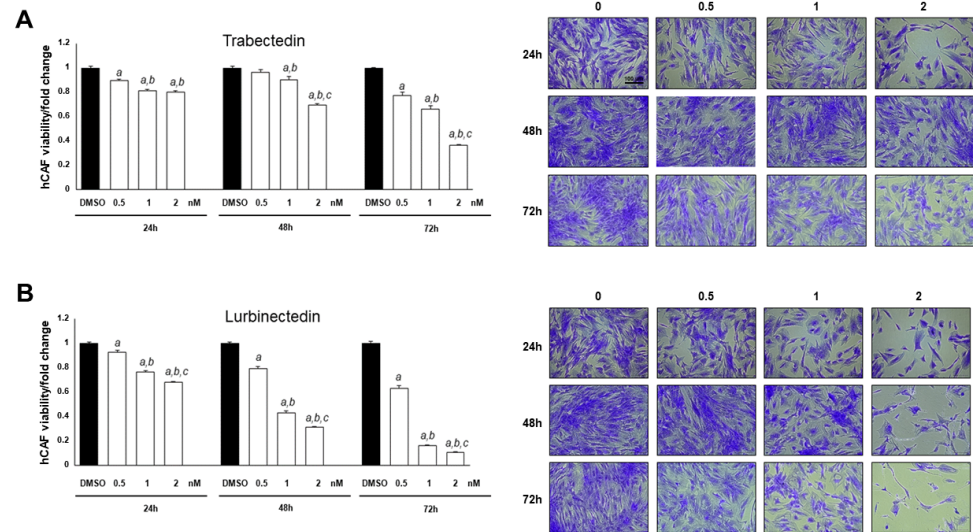 A
Trabectedin
hCAF viability/fold change
1.2
1
0.8
0.6
0.4
0.2
0
a
a,b
a,b
a,b
a,b,c
a
a,b
a,b,c
DMSO 0.5 1 2 nM DMSO 0.5 1 2 nM DMSO 0.5 1 2 nM
24h 48h 72h
0 0.5 1 2
24h
48h
72h
B
Lurbinectedin
hCAF viability/fold change
1.2
1
0.8
0.6
0.4
0.2
0
a
a,b
a,b,c
a
a,b
a,b,c
a
a,b
a,b,c
DMSO 0.5 1 2 nM DMSO 0.5 1 2 nM DMSO 0.5 1 2 nM
24h 48h 72h
0 0.5 1 2
24h
48h
72h